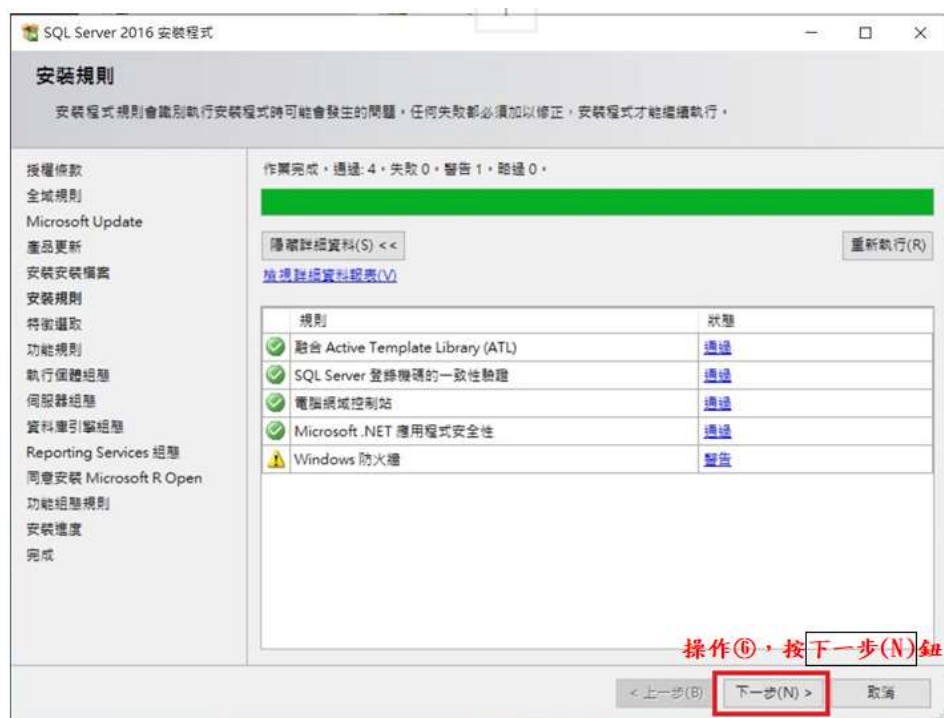 SQL Server 2016 安裝程式
安裝規則
安裝程式規則會識別執行安裝程式時可能會發生的問題。任何失敗都必須加以修正，安裝程式才能繼續執行。
授權條款
全域規則
Microsoft Update
產品更新
安裝安裝檔案
安裝規則
特徵選取
功能規則
執行個體組態
伺服器組態
資料庫引擎組態
Reporting Services 組態
同意安裝 Microsoft R Open
功能組態規則
安裝進度
完成
作業完成。通過: 4。失敗 0。警告 1。略過 0。
隱藏詳細資料(S) <<
重新執行(R)
檢視詳細資料報表(V)
規則 狀態
融合 Active Template Library (ATL) 通過
SQL Server 登錄機碼的一致性驗證 通過
電腦網域控制站 通過
Microsoft .NET 應用程式安全性 通過
Windows 防火牆 警告
操作⑥，按下一步(N)鈕
< 上一步(B) 下一步(N) > 取消